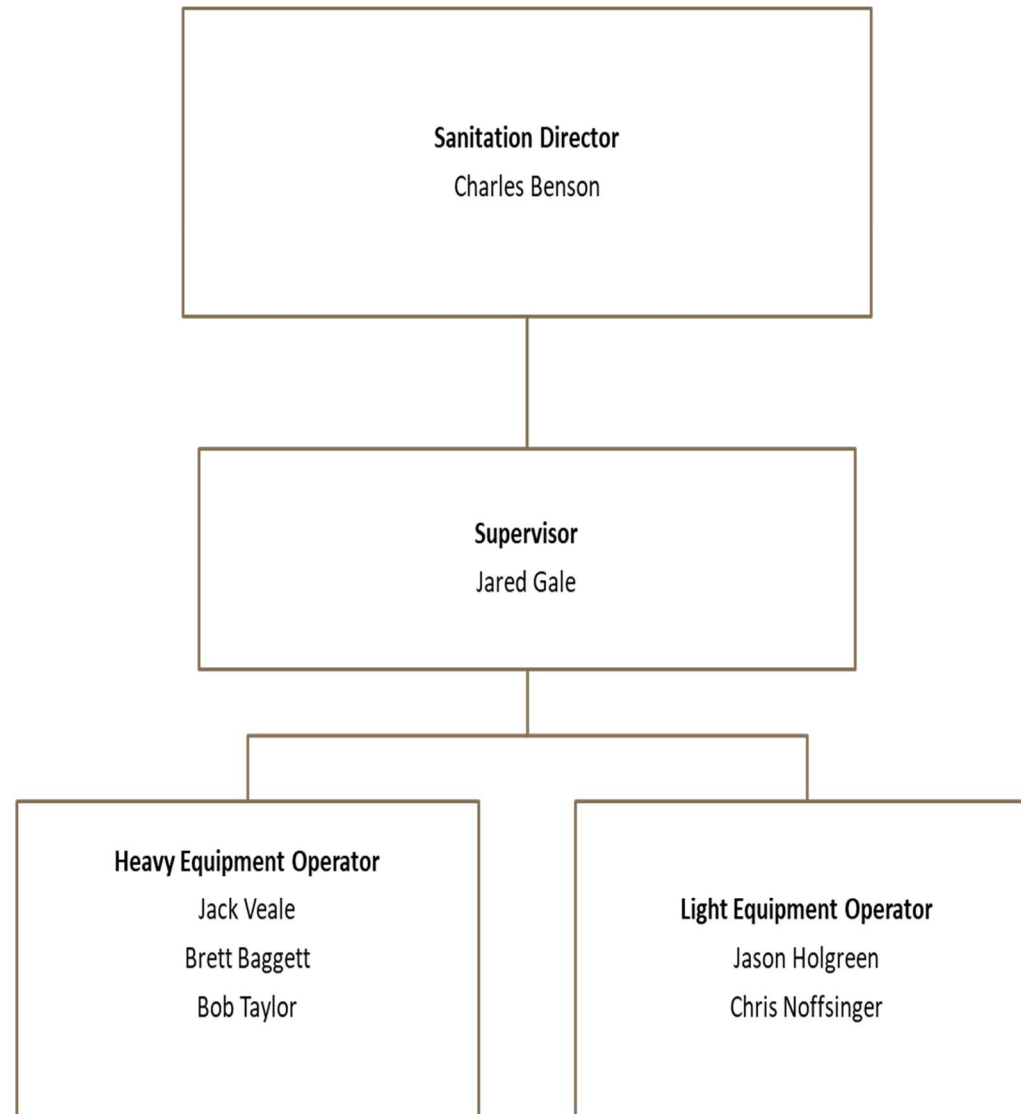 Sanitation Director
Charles Benson
Supervisor
Jared Gale
Heavy Equipment Operator
Jack Veale
Brett Baggett
Bob Taylor
Light Equipment Operator
Jason Holgreen
Chris Noffsinger